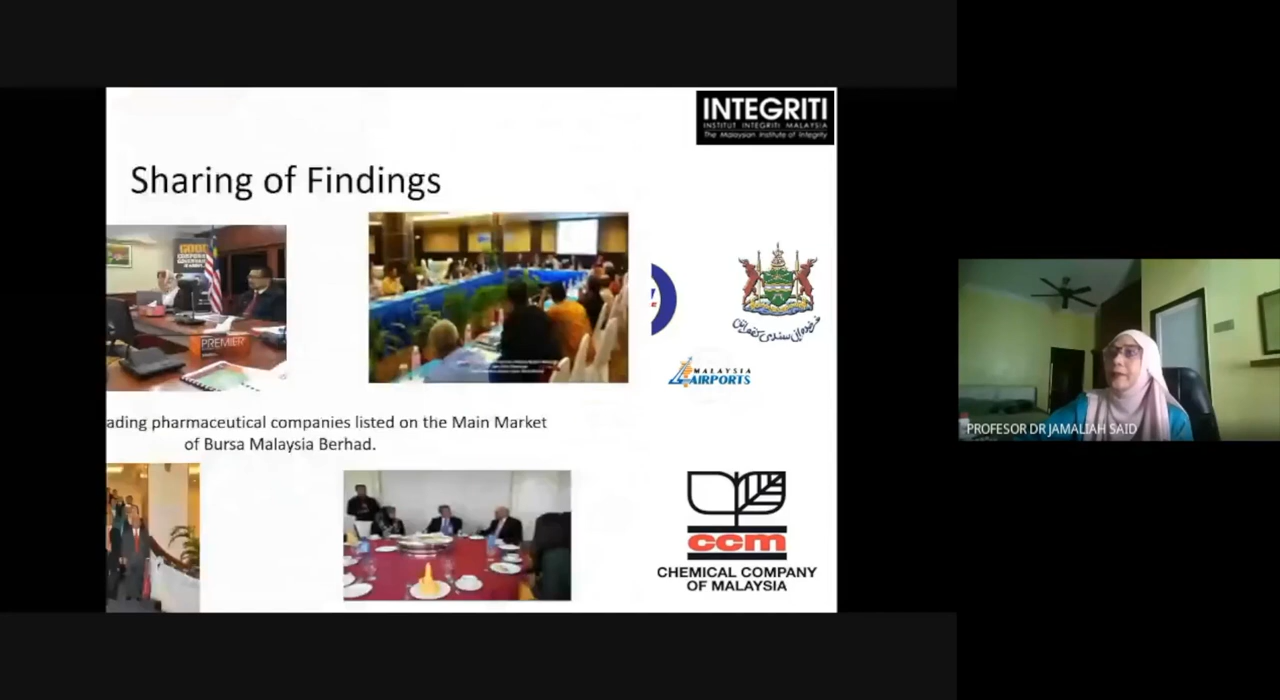 INTEGRITI
INSTITUT INTEGRITI MALAYSIA
The Malaysian Institute of Integrity
Sharing of Findings
GOOD
PREMIER
MALAYSIA
AIRPORTS
ading pharmaceutical companies listed on the Main Market
of Bursa Malaysia Berhad.
ccm
CHEMICAL COMPANY
OF MALAYSIA
PROFESOR DR JAMALIAH SAID